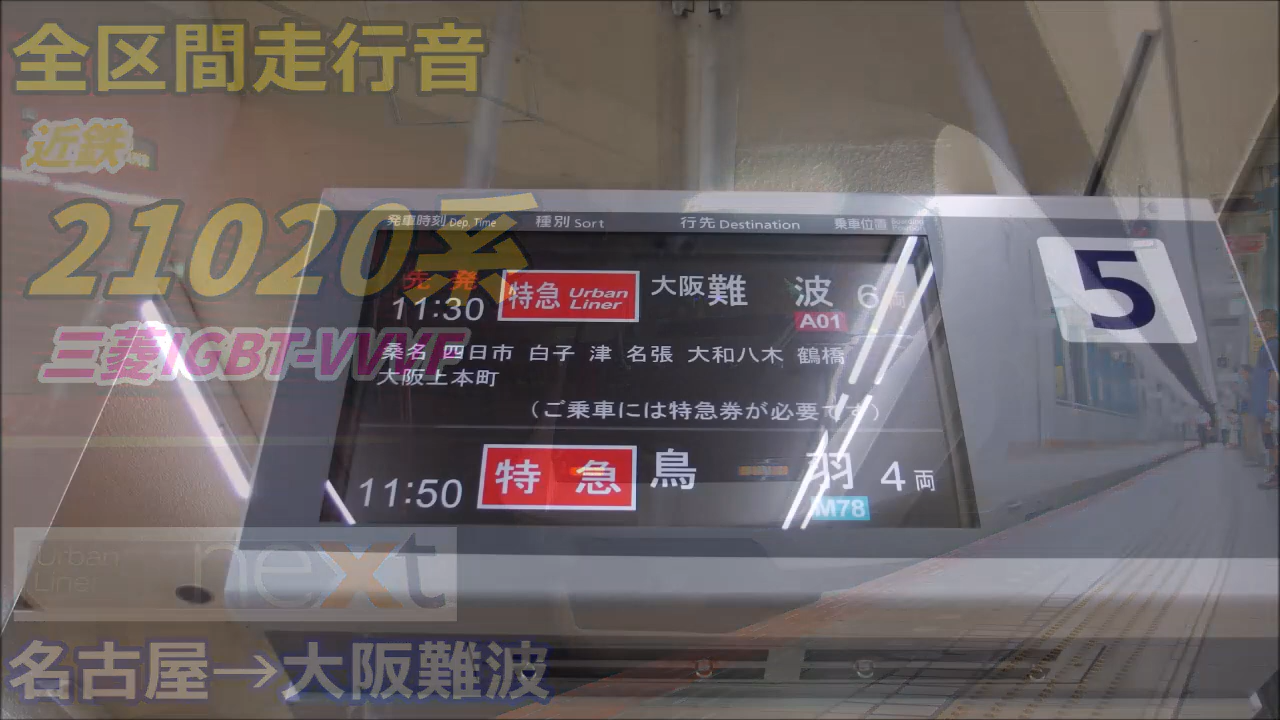 全区間走行音
近鉄
21020系
三菱IGBT-VVVF
発車時刻 Dep. Time 種別 Sort 行先 Destination 乗車位置
先発
11:30 特急 Urban Liner 大阪難波 6両
A01
桑名 四日市 白子 津 名張 大和八木 鶴橋
大阪上本町
（ご乗車には特急券が必要です）
11:50 特急 鳥羽 4両
M78
5
Urban
Liner next
名古屋→大阪難波